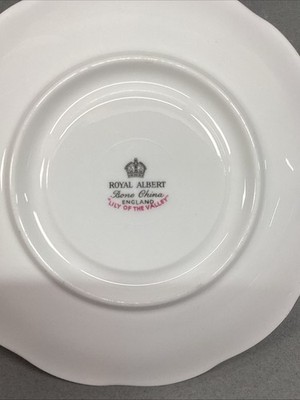 ROYAL ALBERT
Bone China
ENGLAND
"LILY OF THE VALLEY"